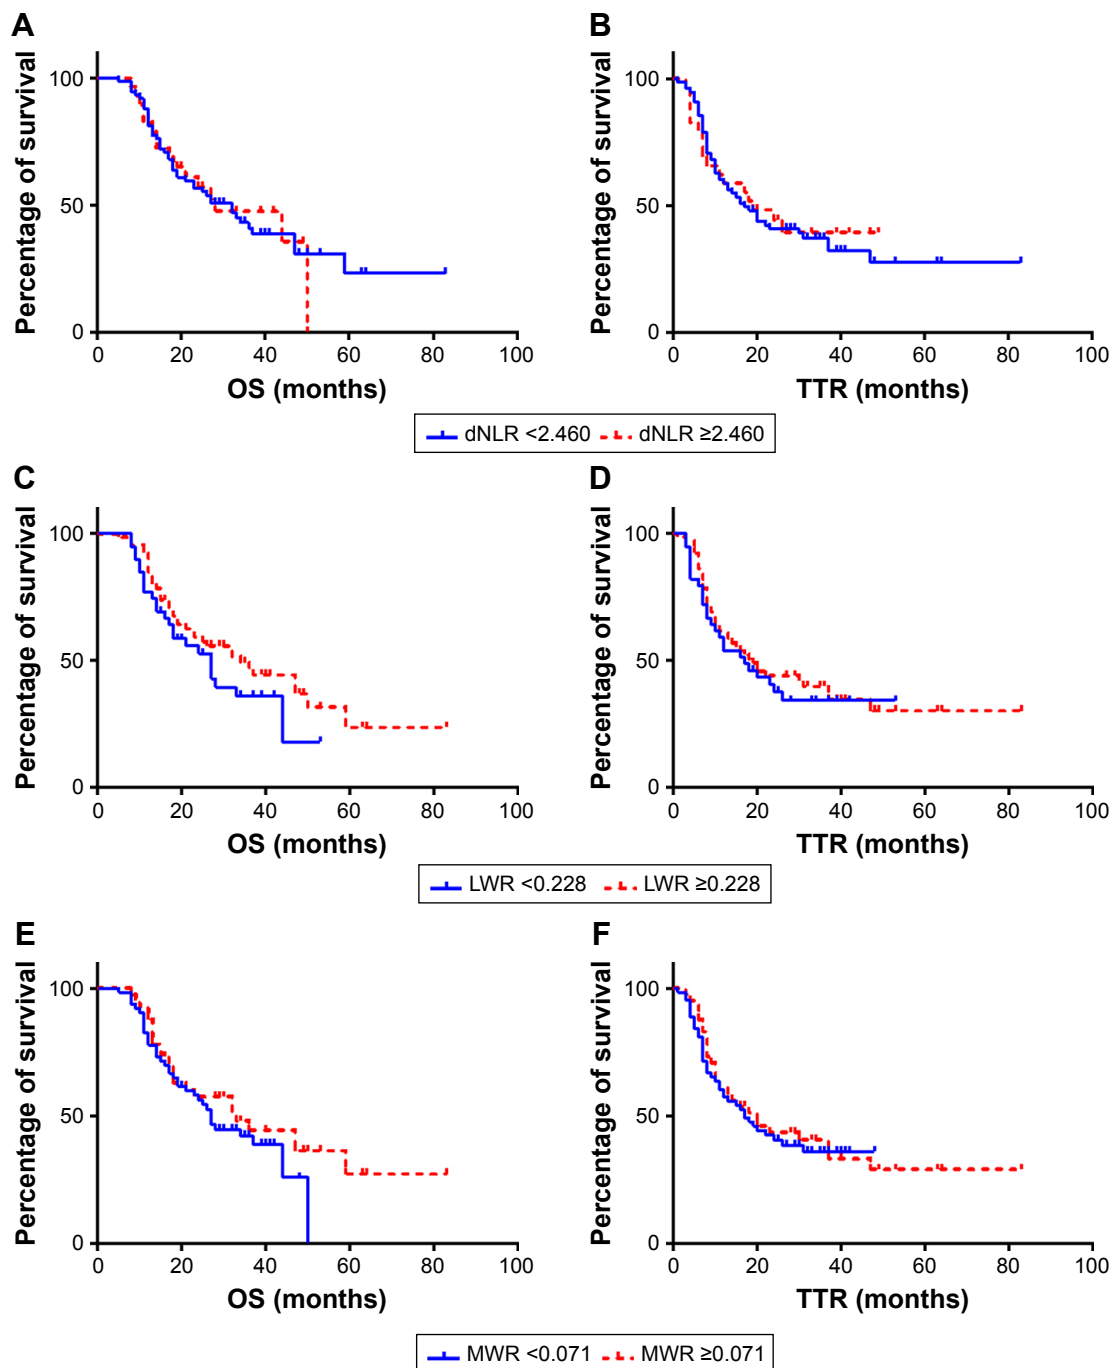 A
Percentage of survival
100
50
0
0 20 40 60 80 100
OS (months)
B
Percentage of survival
100
50
0
0 20 40 60 80 100
TTR (months)
dNLR <2.460 dNLR ≥2.460
C
Percentage of survival
100
50
0
0 20 40 60 80 100
OS (months)
D
Percentage of survival
100
50
0
0 20 40 60 80 100
TTR (months)
LWR <0.228 LWR ≥0.228
E
Percentage of survival
100
50
0
0 20 40 60 80 100
OS (months)
F
Percentage of survival
100
50
0
0 20 40 60 80 100
TTR (months)
MWR <0.071 MWR ≥0.071